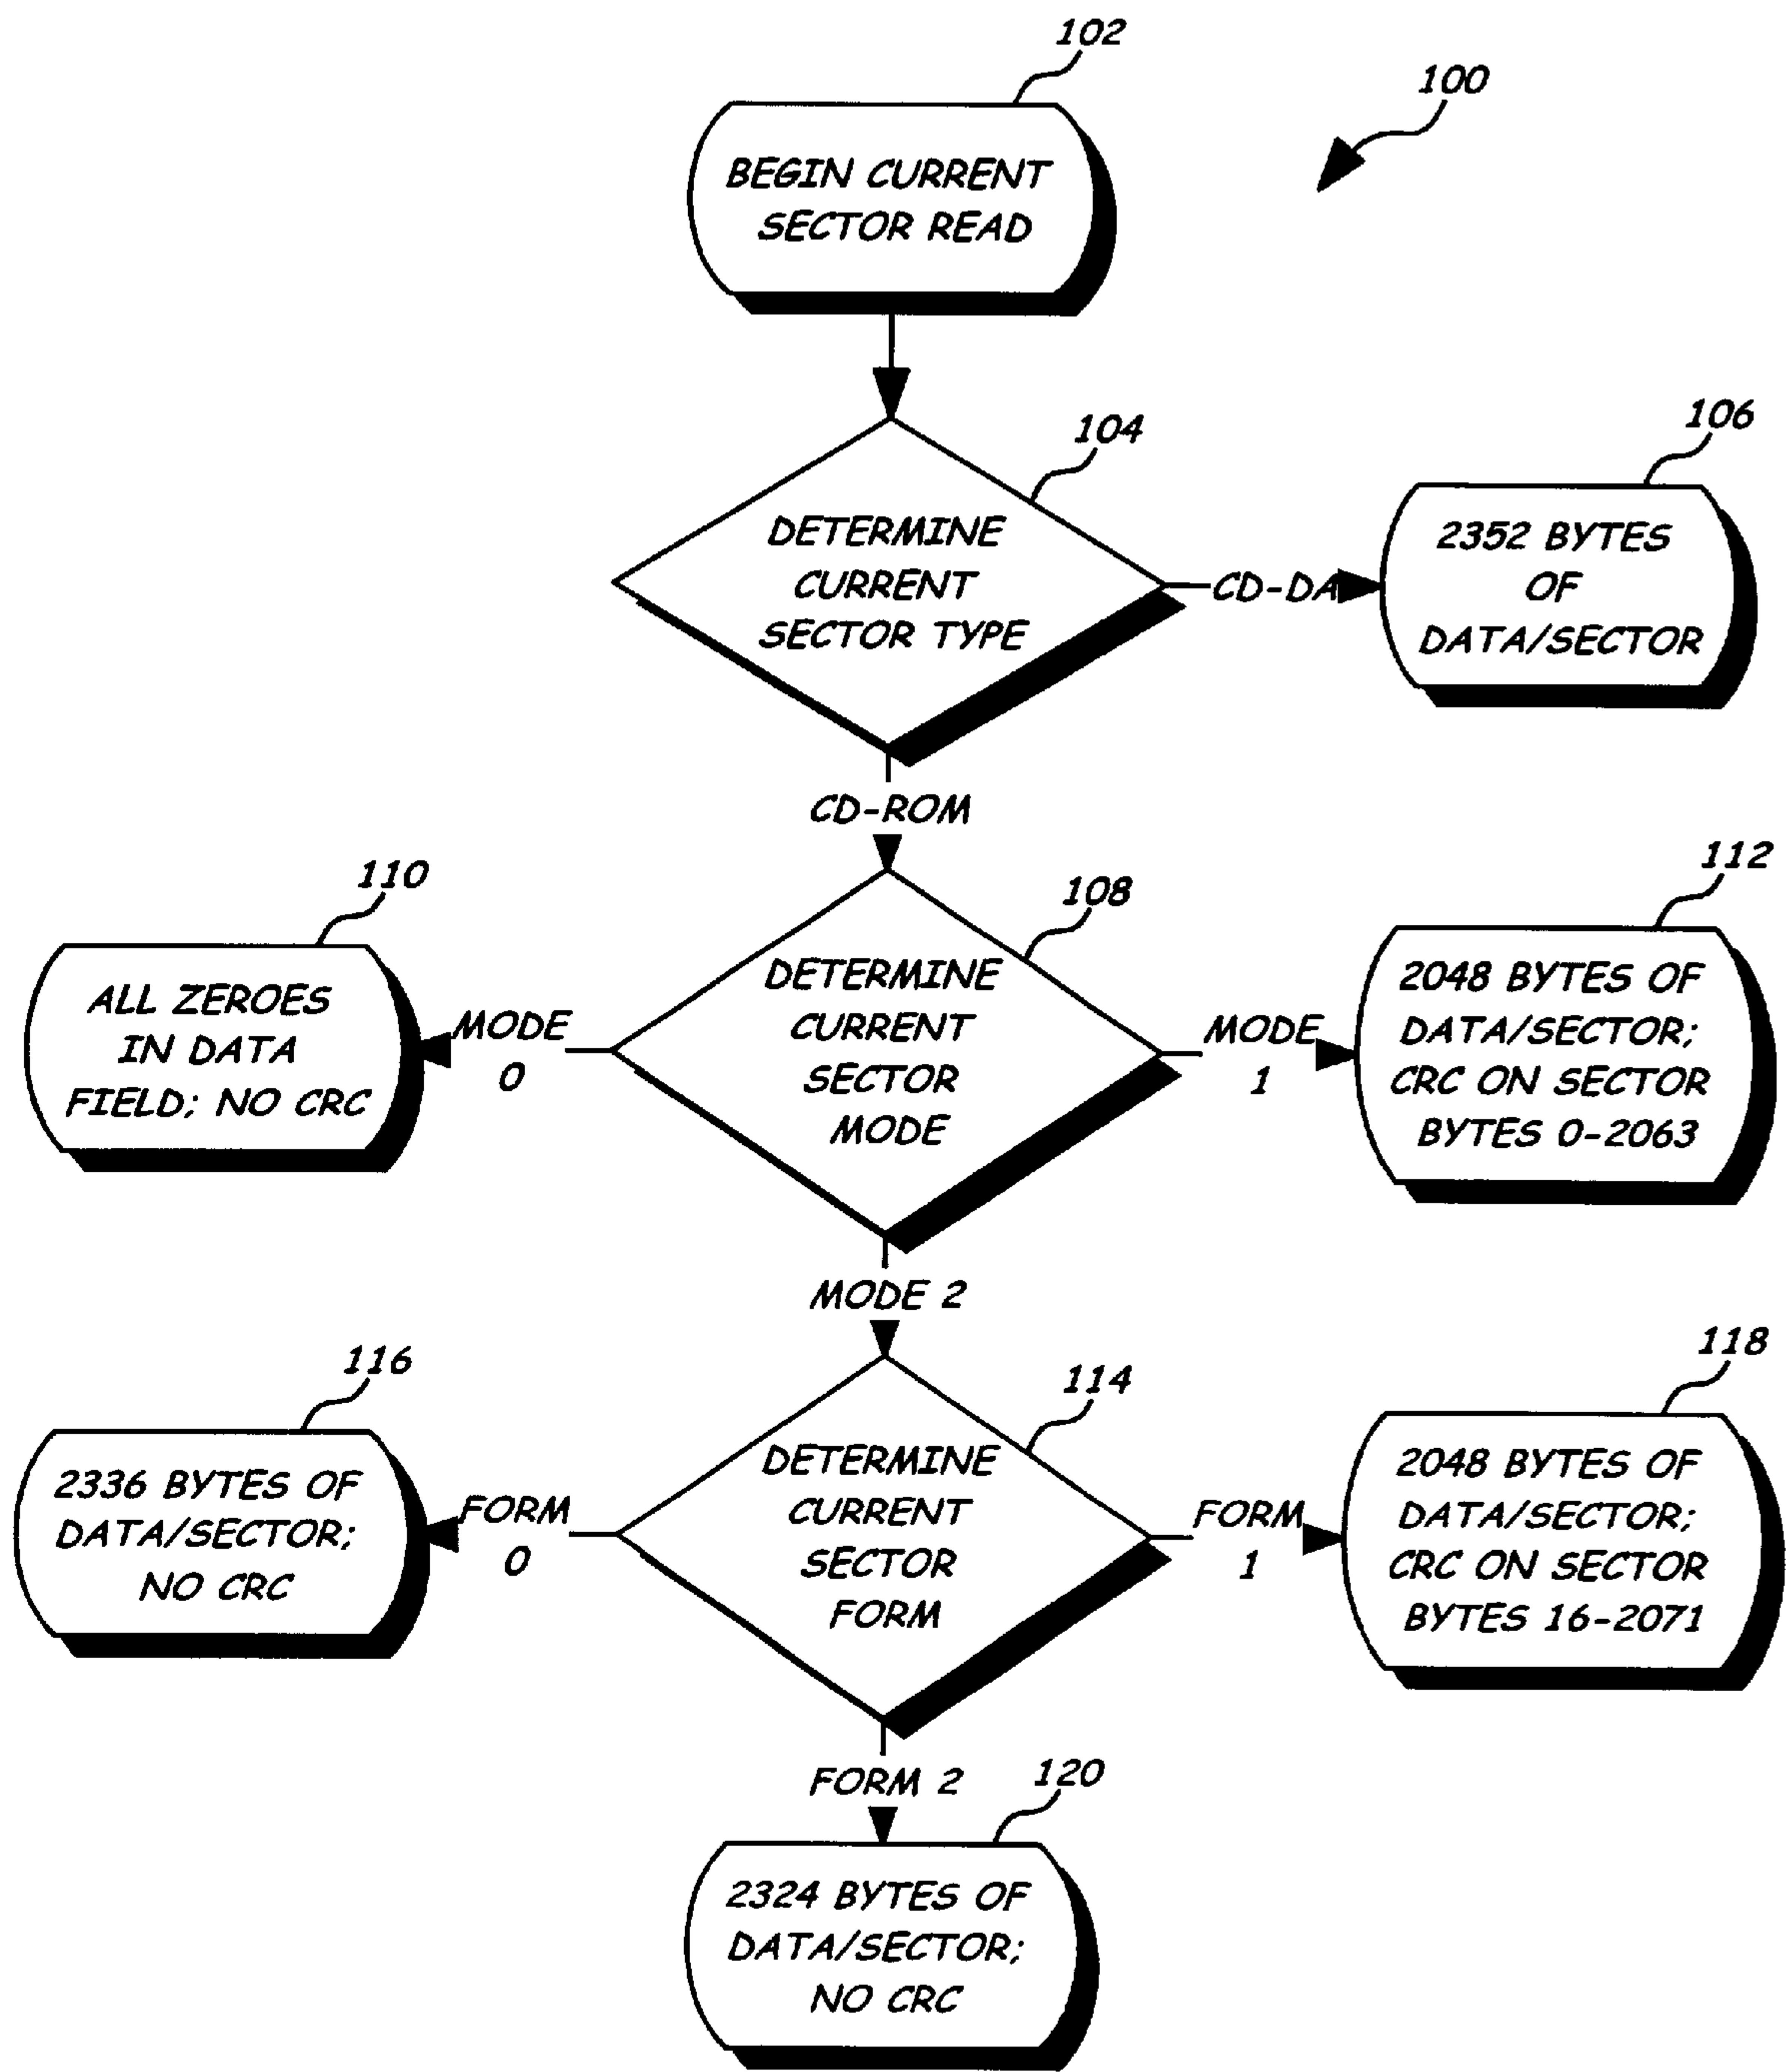 102
100
BEGIN CURRENT
SECTOR READ
104
106
DETERMINE
CURRENT
SECTOR TYPE
CD-DA
2352 BYTES
OF
DATA/SECTOR
CD-ROM
110
108
112
ALL ZEROES
IN DATA
FIELD; NO CRC
MODE
0
DETERMINE
CURRENT
SECTOR
MODE
MODE
1
2048 BYTES OF
DATA/SECTOR;
CRC ON SECTOR
BYTES 0-2063
MODE 2
116
114
118
2336 BYTES OF
DATA/SECTOR;
NO CRC
FORM
0
DETERMINE
CURRENT
SECTOR
FORM
FORM
1
2048 BYTES OF
DATA/SECTOR;
CRC ON SECTOR
BYTES 16-2071
FORM 2
120
2324 BYTES OF
DATA/SECTOR;
NO CRC